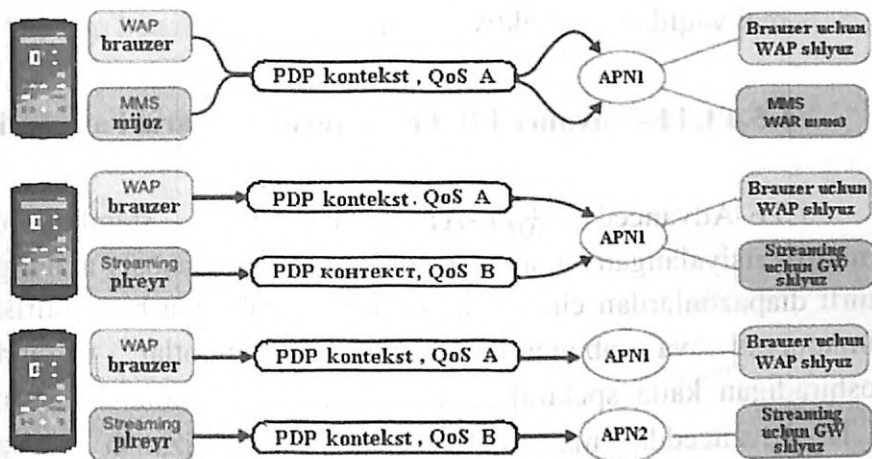 WAP
brauzer
PDP kontekst , QoS A
APN1
Brauzer uchun
WAP shlyuz
MMS
mijoz
MMS
WAR шлюз
WAP
brauzer
PDP kontekst. QoS A
APN1
Brauzer uchun
WAP shlyuz
Streaming
plreyr
PDP контекст, QoS B
Streaming
uchun GW
shlyuz
WAP
brauzer
PDP kontekst , QoS A
APN1
Brauzer uchun
WAP shlyuz
Streaming
plreyr
PDP kontekst , QoS B
APN2
Streaming
uchun GW
shlyuz